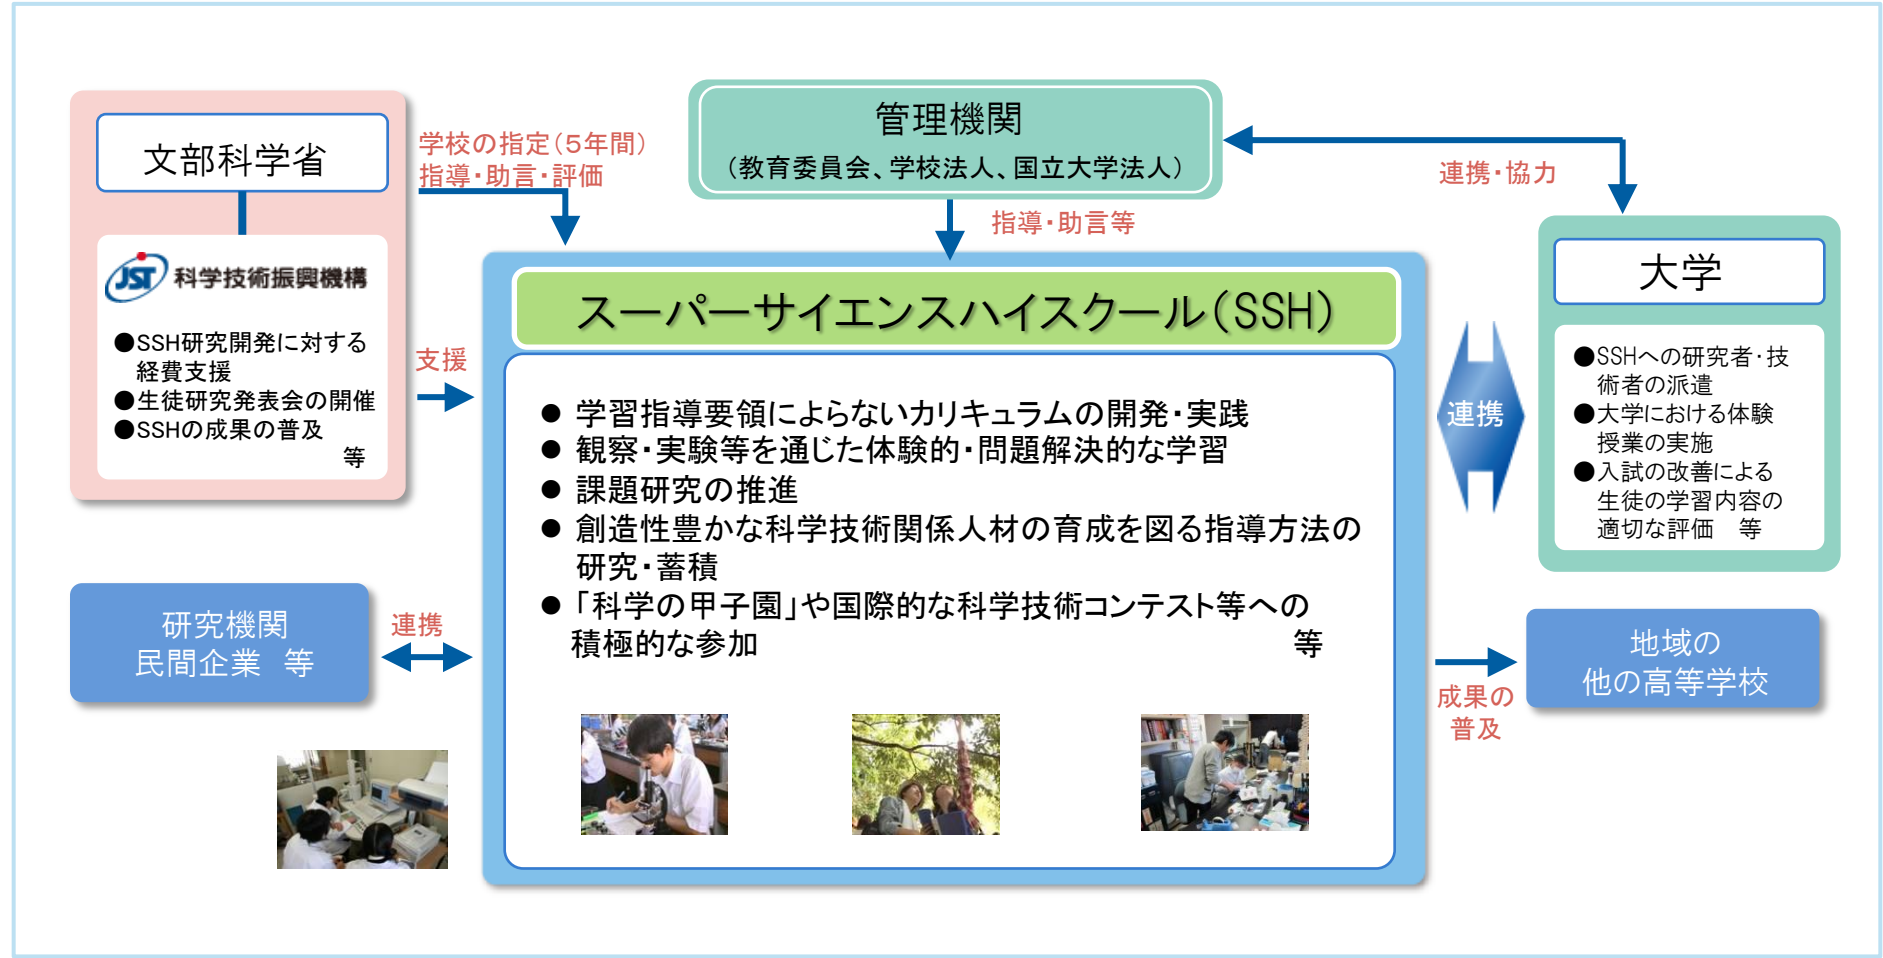 文部科学省
JST 科学技術振興機構
●SSH研究開発に対する
経費支援
●生徒研究発表会の開催
●SSHの成果の普及
等
学校の指定(5年間)
指導・助言・評価
支援
管理機関
(教育委員会、学校法人、国立大学法人)
指導・助言等
連携・協力
スーパーサイエンスハイスクール(SSH)
● 学習指導要領によらないカリキュラムの開発・実践
● 観察・実験等を通じた体験的・問題解決的な学習
● 課題研究の推進
● 創造性豊かな科学技術関係人材の育成を図る指導方法の
研究・蓄積
● 「科学の甲子園」や国際的な科学技術コンテスト等への
積極的な参加 等
連携
大学
●SSHへの研究者・技
術者の派遣
●大学における体験
授業の実施
●入試の改善による
生徒の学習内容の
適切な評価 等
研究機関
民間企業 等
連携
成果の
普及
地域の
他の高等学校